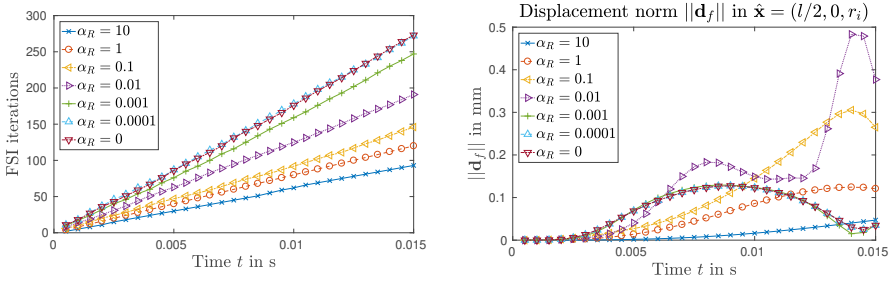 300
250
200
150
100
50
0
FSI iterations
α_R = 10
α_R = 1
α_R = 0.1
α_R = 0.01
α_R = 0.001
α_R = 0.0001
α_R = 0
0.005
0.01
0.015
Time t in s
Displacement norm ||d_f|| in x̂ = (l/2, 0, r_i)
0.5
0.4
0.3
0.2
0.1
0
||d_f|| in mm
α_R = 10
α_R = 1
α_R = 0.1
α_R = 0.01
α_R = 0.001
α_R = 0.0001
α_R = 0
0.005
0.01
0.015
Time t in s